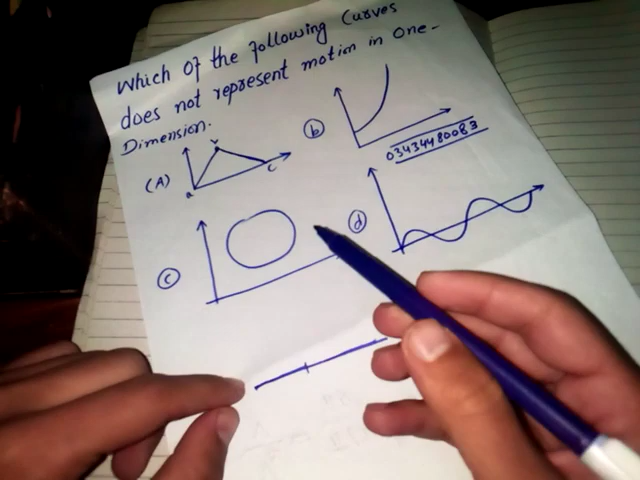 Which Of the following Curves
does not represent motion in One-
Dimension.
(A)
a
c
b
03434480083
c
d